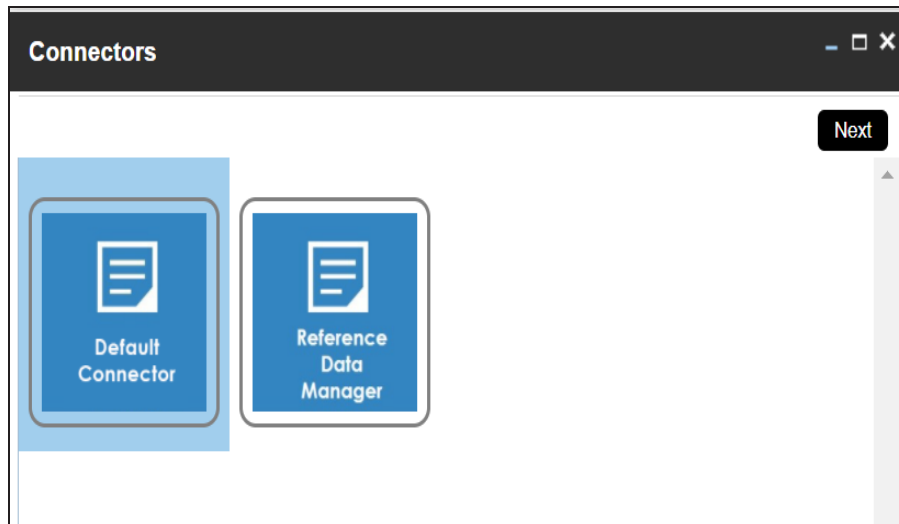 Connectors
Next
Default
Connector
Reference
Data
Manager